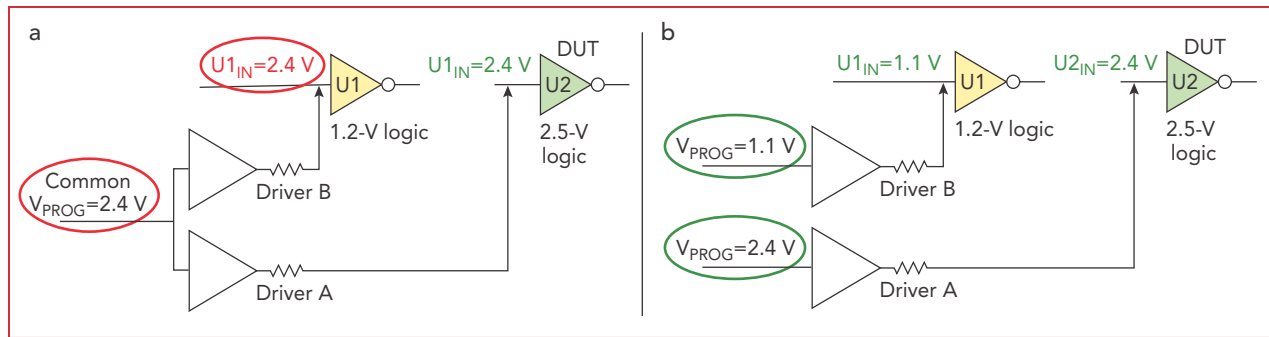 a
U1IN=2.4 V
U1
1.2-V logic
U1IN=2.4 V
DUT
U2
2.5-V
logic
Common
VPROG=2.4 V
Driver B
Driver A
b
U1IN=1.1 V
U1
1.2-V logic
U2IN=2.4 V
DUT
U2
2.5-V
logic
VPROG=1.1 V
Driver B
VPROG=2.4 V
Driver A